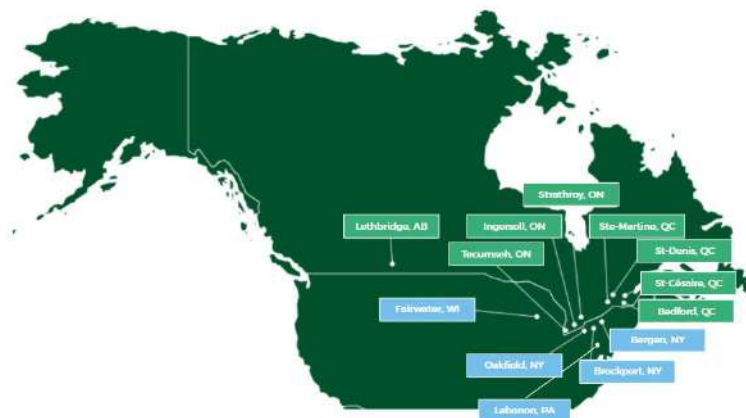 Strathroy, ON
Lethbridge, AB
Ingersoll, ON
Ste-Martine, QC
Tecumseh, ON
St-Denis, QC
St-Césaire, QC
Fairwater, WI
Bedford, QC
Bergen, NY
Oakfield, NY
Brockport, NY
Lebanon, PA